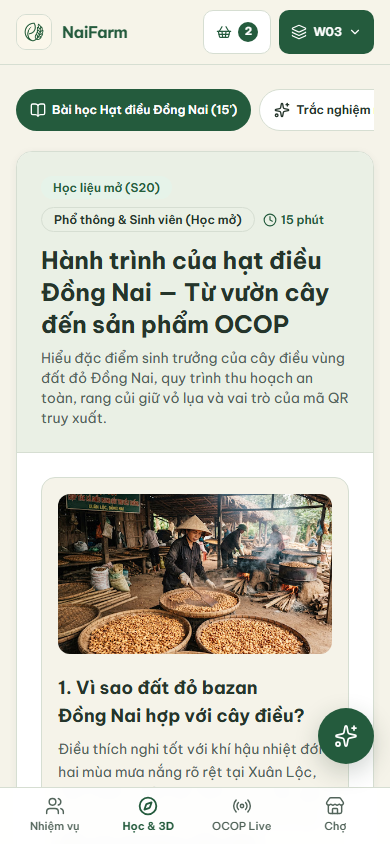 NaiFarm
2
W03
Bài học Hạt điều Đồng Nai (15')
Trắc nghiệm
Học liệu mở (S20)
Phổ thông & Sinh viên (Học mở)
15 phút
Hành trình của hạt điều
Đồng Nai — Từ vườn cây
đến sản phẩm OCOP
Hiểu đặc điểm sinh trưởng của cây điều vùng
đất đỏ Đồng Nai, quy trình thu hoạch an
toàn, rang củi giữ vỏ lụa và vai trò của mã QR
truy xuất.
1. Vì sao đất đỏ bazan
Đồng Nai hợp với cây điều?
Điều thích nghi tốt với khí hậu nhiệt đới
hai mùa mưa nắng rõ rệt tại Xuân Lộc,
Nhiệm vụ
Học & 3D
OCOP Live
Chợ